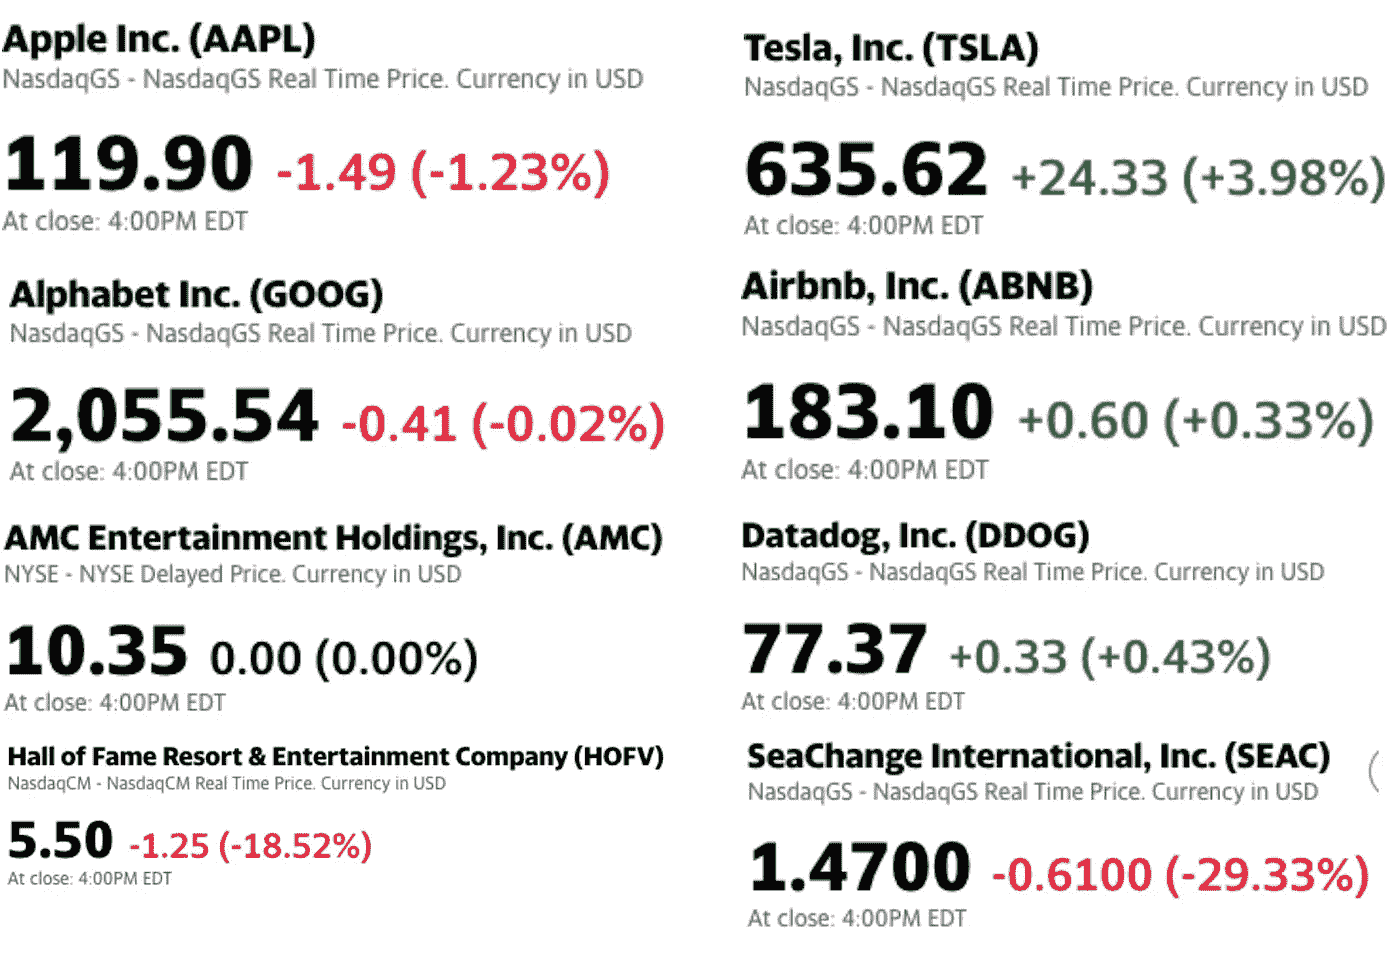 Apple Inc. (AAPL)
NasdaqGS - NasdaqGS Real Time Price. Currency in USD
119.90 -1.49 (-1.23%)
At close: 4:00PM EDT
Tesla, Inc. (TSLA)
NasdaqGS - NasdaqGS Real Time Price. Currency in USD
635.62 +24.33 (+3.98%)
At close: 4:00PM EDT
Alphabet Inc. (GOOG)
NasdaqGS - NasdaqGS Real Time Price. Currency in USD
2,055.54 -0.41 (-0.02%)
At close: 4:00PM EDT
Airbnb, Inc. (ABNB)
NasdaqGS - NasdaqGS Real Time Price. Currency in USD
183.10 +0.60 (+0.33%)
At close: 4:00PM EDT
AMC Entertainment Holdings, Inc. (AMC)
NYSE - NYSE Delayed Price. Currency in USD
10.35 0.00 (0.00%)
At close: 4:00PM EDT
Datadog, Inc. (DDOG)
NasdaqGS - NasdaqGS Real Time Price. Currency in USD
77.37 +0.33 (+0.43%)
At close: 4:00PM EDT
Hall of Fame Resort & Entertainment Company (HOFV)
NasdaqCM - NasdaqCM Real Time Price. Currency in USD
5.50 -1.25 (-18.52%)
At close: 4:00PM EDT
SeaChange International, Inc. (SEAC)
NasdaqGS - NasdaqGS Real Time Price. Currency in USD
1.4700 -0.6100 (-29.33%)
At close: 4:00PM EDT